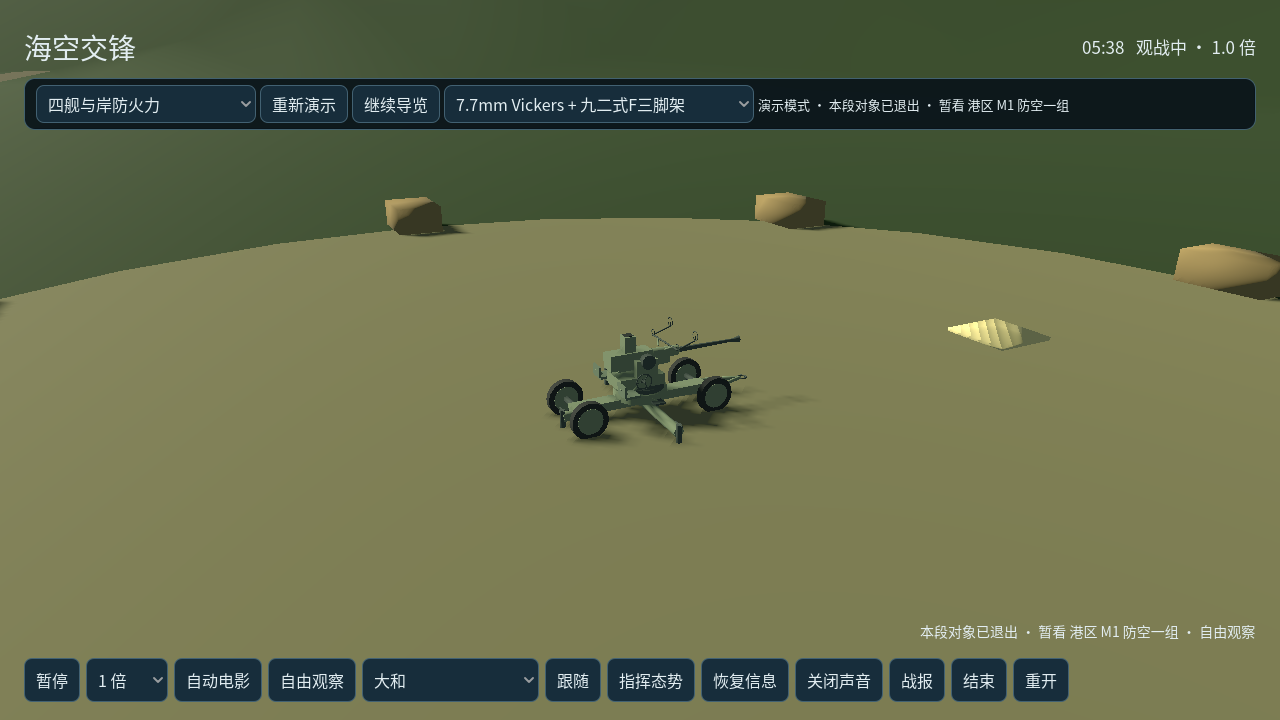 海空交锋
05:38 观战中 · 1.0 倍
四舰与岸防火力 重新演示 继续导览 7.7mm Vickers + 九二式F三脚架 演示模式 · 本段对象已退出 · 暂看 港区 M1 防空一组
本段对象已退出 · 暂看 港区 M1 防空一组 · 自由观察
暂停 1 倍 自动电影 自由观察 大和 跟随 指挥态势 恢复信息 关闭声音 战报 结束 重开